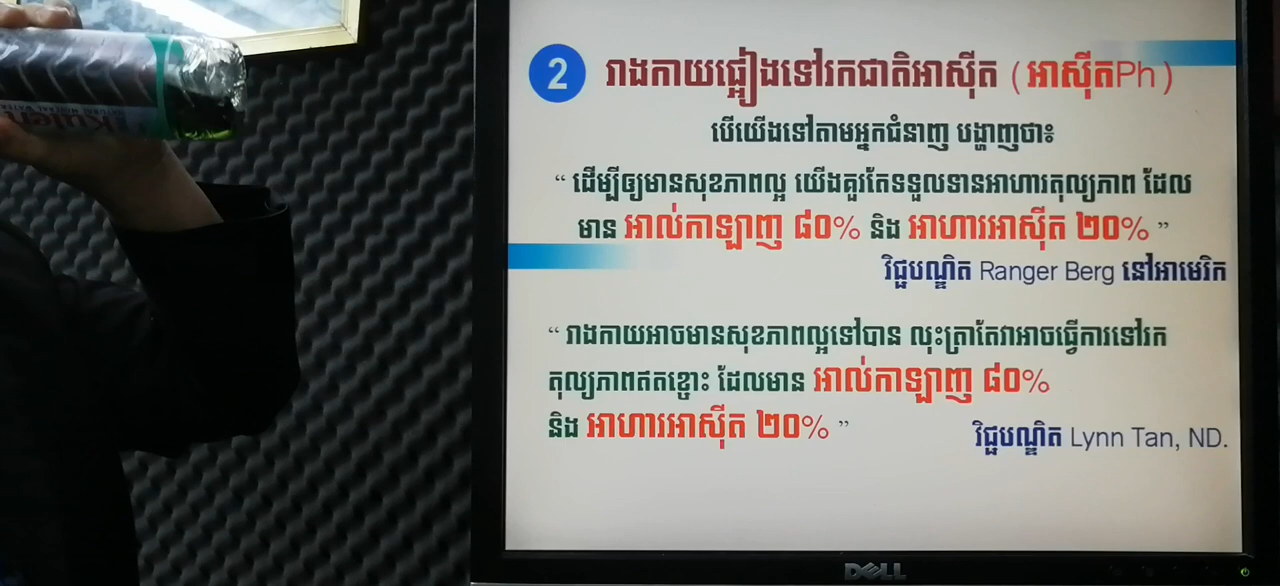 Kulen
NATURAL MINERAL WATER
2 រាងកាយផ្អៀងទៅរកជាតិអាស៊ីត ( អាស៊ីតPh )
បើយើងទៅតាមអ្នកជំនាញ បង្ហាញថា៖
“ ដើម្បីឲ្យមានសុខភាពល្អ យើងគួរតែទទួលទានអាហារតុល្យភាព ដែល
មាន អាល់កាឡាញ ៨០% និង អាហារអាស៊ីត ២០% ”
វិជ្ជបណ្ឌិត Ranger Berg នៅអាមេរិក
“ រាងកាយអាចមានសុខភាពល្អទៅបាន លុះត្រាតែវាអាចធ្វើការទៅរក
តុល្យភាពឥតខ្ចោះ ដែលមាន អាល់កាឡាញ ៨០%
និង អាហារអាស៊ីត ២០% ”
វិជ្ជបណ្ឌិត Lynn Tan, ND.
DELL